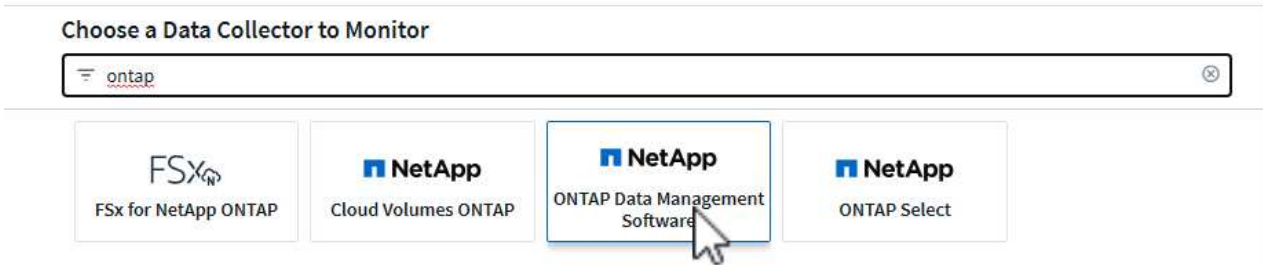 Choose a Data Collector to Monitor
ontap
FSxN
FSx for NetApp ONTAP
NetApp
Cloud Volumes ONTAP
NetApp
ONTAP Data Management
Software
NetApp
ONTAP Select